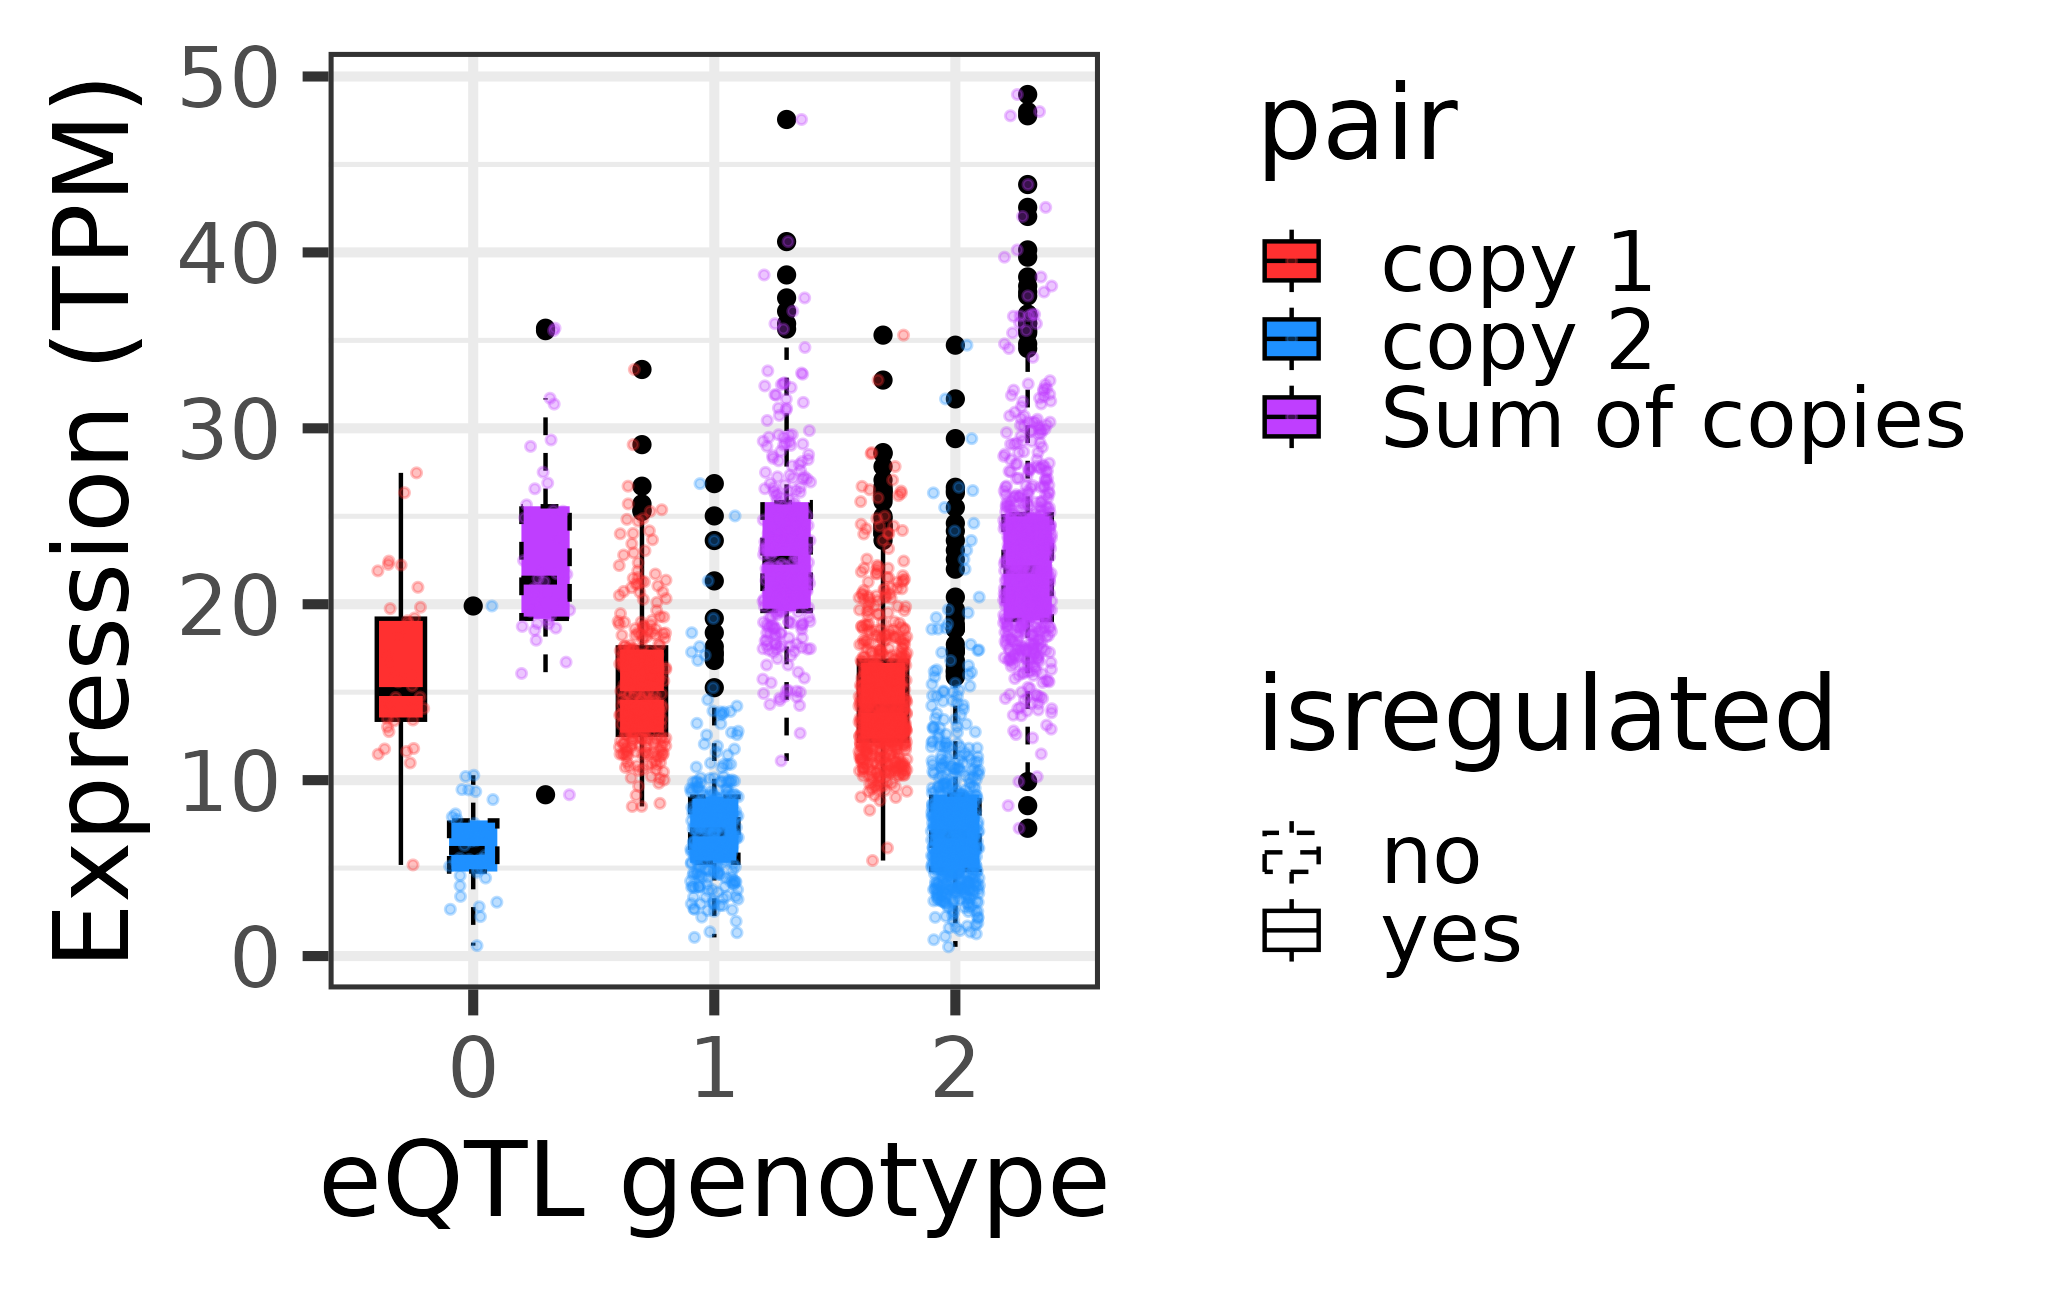 Expression (TPM)
50
40
30
20
10
0
0 1 2
eQTL genotype
pair
copy 1
copy 2
Sum of copies
isregulated
no
yes